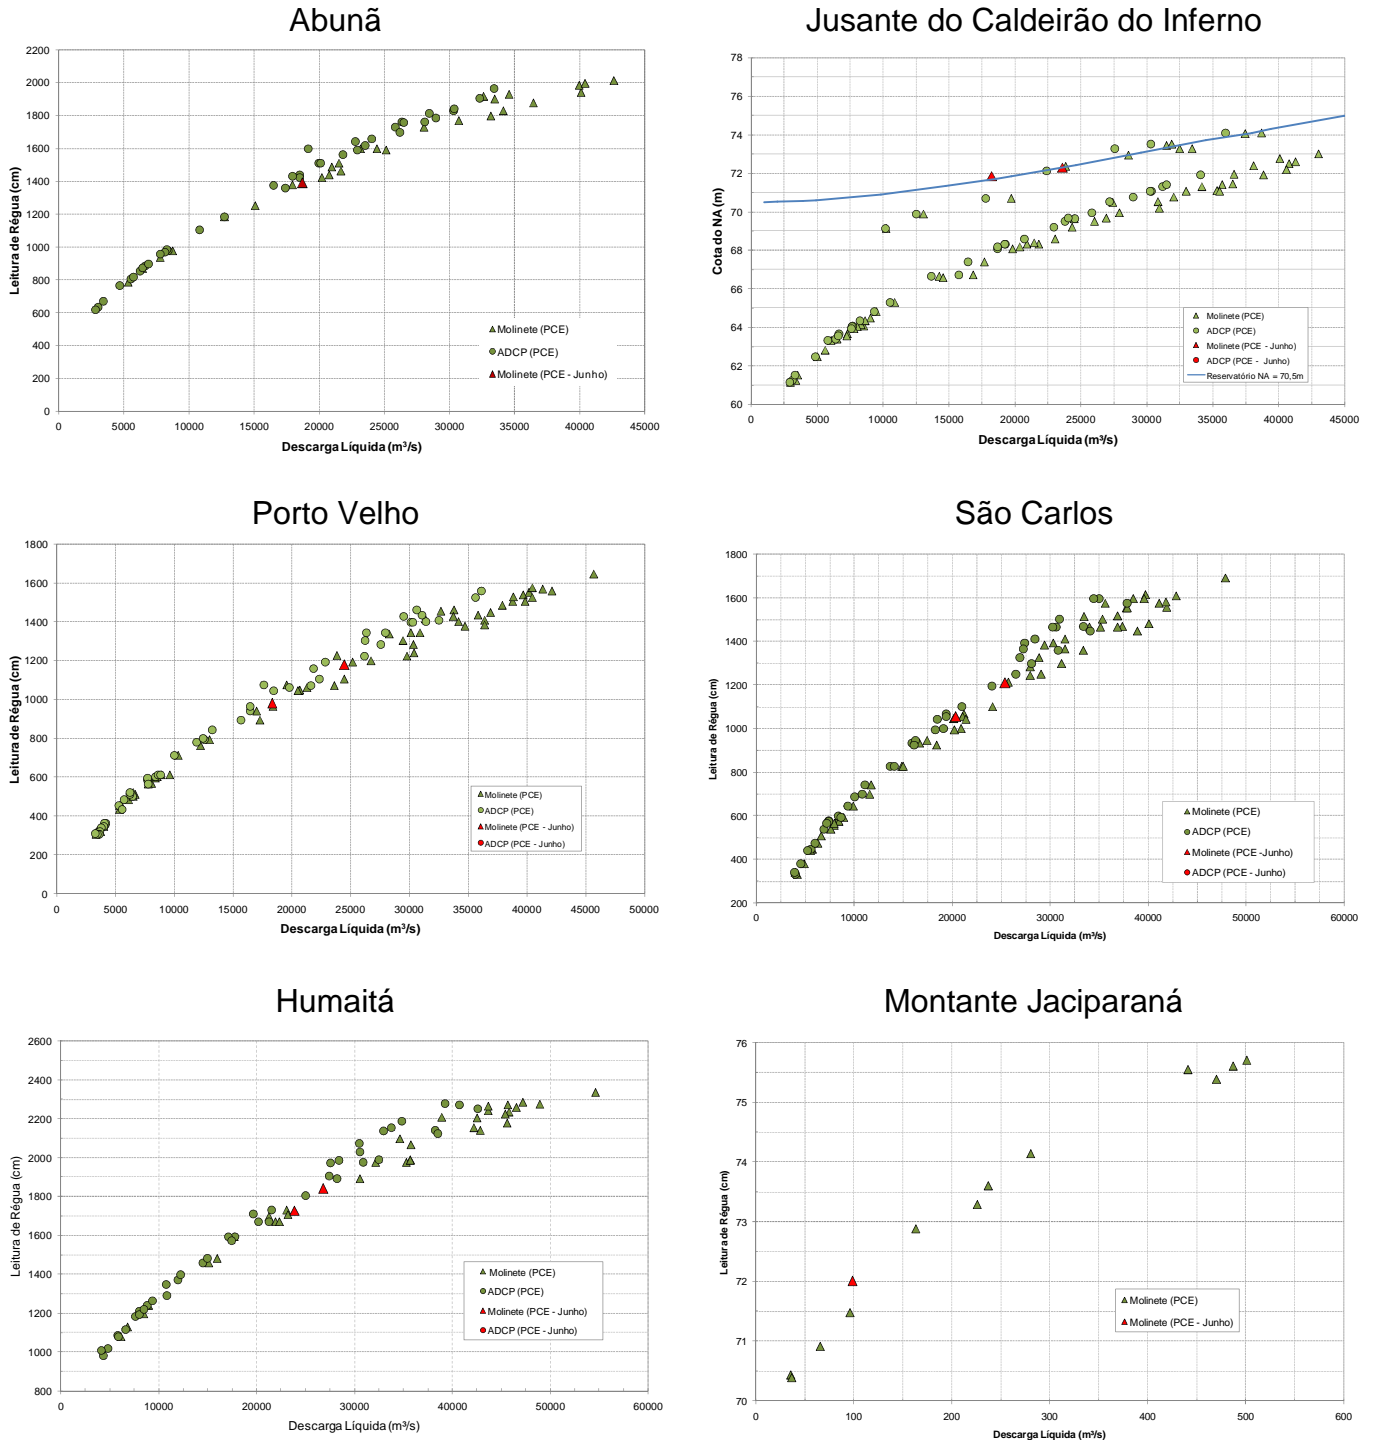 Abunã
Leitura de Régua (cm)
2200
2000
1800
1600
1400
1200
1000
800
600
400
200
0
0 5000 10000 15000 20000 25000 30000 35000 40000 45000
Descarga Líquida (m³/s)
Molinete (PCE)
ADCP (PCE)
Molinete (PCE - Junho)
Jusante do Caldeirão do Inferno
Cota do NA (m)
78
76
74
72
70
68
66
64
62
60
0 5000 10000 15000 20000 25000 30000 35000 40000 45000
Descarga Líquida (m³/s)
Molinete (PCE)
ADCP (PCE)
Molinete (PCE - Junho)
ADCP (PCE - Junho)
Reservatório NA = 70,5m
Porto Velho
Leitura de Régua (cm)
1800
1600
1400
1200
1000
800
600
400
200
0
0 5000 10000 15000 20000 25000 30000 35000 40000 45000 50000
Descarga Líquida (m³/s)
Molinete (PCE)
ADCP (PCE)
Molinete (PCE - Junho)
ADCP (PCE - Junho)
São Carlos
Leitura de Régua (cm)
1800
1600
1400
1200
1000
800
600
400
200
0 10000 20000 30000 40000 50000 60000
Descarga Líquida (m³/s)
Molinete (PCE)
ADCP (PCE)
Molinete (PCE -Junho)
ADCP (PCE - Junho)
Humaitá
Leitura de Régua (cm)
2600
2400
2200
2000
1800
1600
1400
1200
1000
800
0 10000 20000 30000 40000 50000 60000
Descarga Líquida (m³/s)
Molinete (PCE)
ADCP (PCE)
Molinete (PCE - Junho)
ADCP (PCE - Junho)
Montante Jaciparaná
Leitura de Régua (cm)
76
75
74
73
72
71
70
0 100 200 300 400 500 600
Descarga Líquida (m³/s)
Molinete (PCE)
Molinete (PCE - Junho)